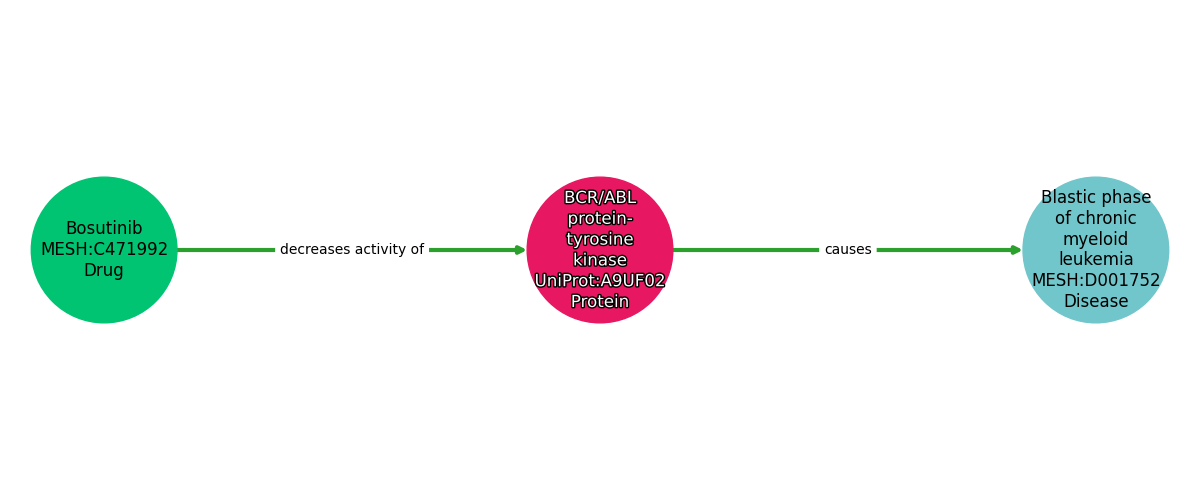 Bosutinib
MESH:C471992
Drug
decreases activity of
BCR/ABL
protein-
tyrosine
kinase
UniProt:A9UF02
Protein
causes
Blastic phase
of chronic
myeloid
leukemia
MESH:D001752
Disease